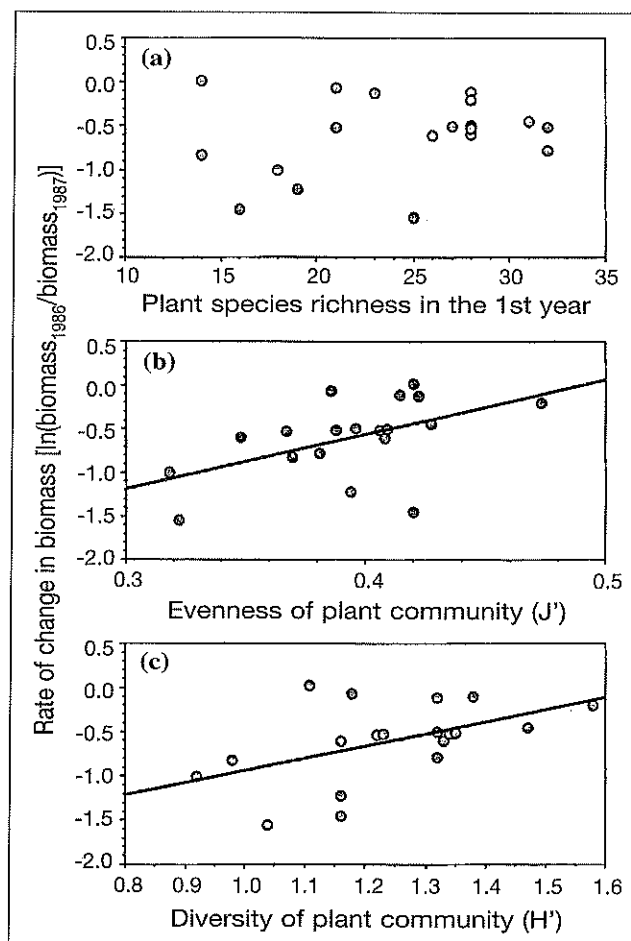 Rate of change in biomass [ln(biomass1986/biomass1987)]
(a)
0.5
0.0
-0.5
-1.0
-1.5
-2.0
10 15 20 25 30 35
Plant species richness in the 1st year
(b)
0.5
0.0
-0.5
-1.0
-1.5
-2.0
0.3 0.4 0.5
Evenness of plant community (J')
(c)
0.5
0.0
-0.5
-1.0
-1.5
-2.0
0.8 0.9 1.0 1.1 1.2 1.3 1.4 1.5 1.6
Diversity of plant community (H')